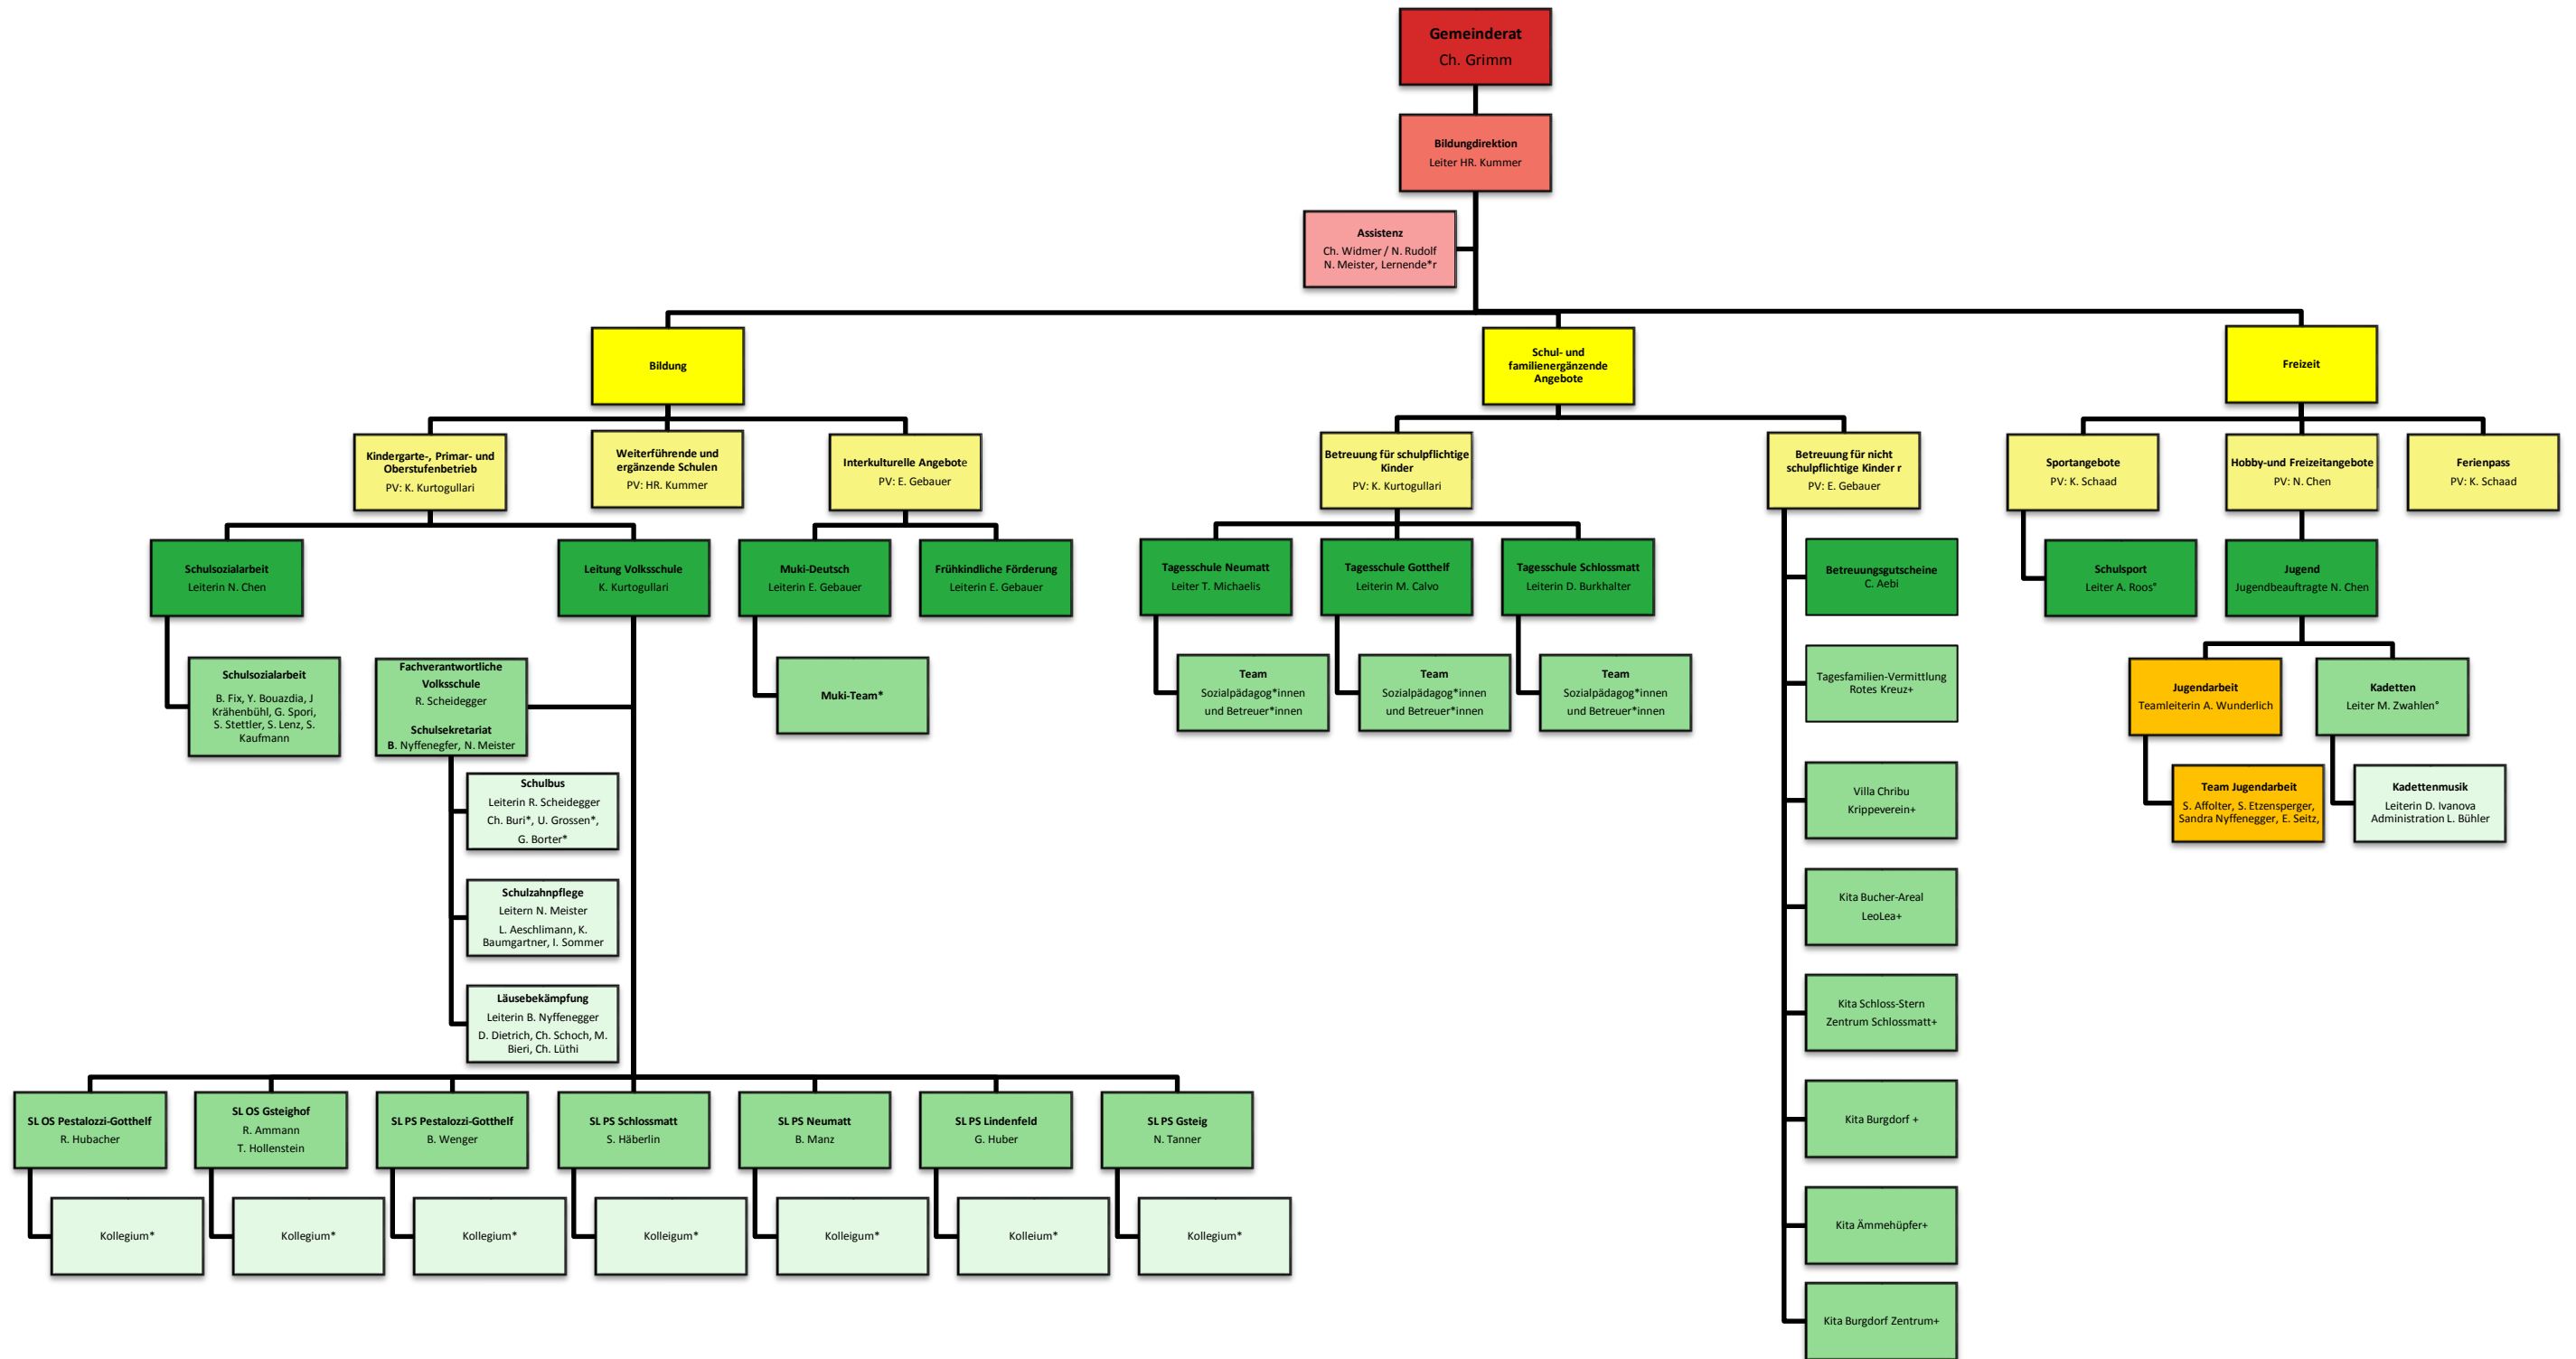 Gemeinderat
Ch. Grimm
Bildungdirektion
Leiter HR. Kummer
Assistenz
Ch. Widmer / N. Rudolf
N. Meister, Lernende*r
Bildung
Schul- und
familienergänzende
Angebote
Freizeit
Kindergarte-, Primar- und
Oberstufenbetrieb
PV: K. Kurtogullari
Weiterführende und
ergänzende Schulen
PV: HR. Kummer
Interkulturelle Angebote
PV: E. Gebauer
Betreuung für schulpflichtige
Kinder
PV: K. Kurtogullari
Betreuung für nicht
schulpflichtige Kinder r
PV: E. Gebauer
Sportangebote
PV: K. Schaad
Hobby-und Freizeitangebote
PV: N. Chen
Ferienpass
PV: K. Schaad
Schulsozialarbeit
Leiterin N. Chen
Leitung Volksschule
K. Kurtogullari
Muki-Deutsch
Leiterin E. Gebauer
Frühkindliche Förderung
Leiterin E. Gebauer
Tagesschule Neumatt
Leiter T. Michaelis
Tagesschule Gotthelf
Leiterin M. Calvo
Tagesschule Schlossmatt
Leiterin D. Burkhalter
Betreuungsgutscheine
C. Aebi
Schulsport
Leiter A. Roos°
Jugend
Jugendbeauftragte N. Chen
Schulsozialarbeit
B. Fix, Y. Bouazdia, J
Krähenbühl, G. Spori,
S. Stettler, S. Lenz, S.
Kaufmann
Fachverantwortliche
Volksschule
R. Scheidegger
Schulsekretariat
B. Nyffenegfer, N. Meister
Muki-Team*
Team
Sozialpädagog*innen
und Betreuer*innen
Team
Sozialpädagog*innen
und Betreuer*innen
Team
Sozialpädagog*innen
und Betreuer*innen
Tagesfamilien-Vermittlung
Rotes Kreuz+
Jugendarbeit
Teamleiterin A. Wunderlich
Kadetten
Leiter M. Zwahlen°
Schulbus
Leiterin R. Scheidegger
Ch. Buri*, U. Grossen*,
G. Borter*
Villa Chribu
Krippeverein+
Team Jugendarbeit
S. Affolter, S. Etzensperger,
Sandra Nyffenegger, E. Seitz,
Kadettenmusik
Leiterin D. Ivanova
Administration L. Bühler
Schulzahnpflege
Leitern N. Meister
L. Aeschlimann, K.
Baumgartner, I. Sommer
Kita Bucher-Areal
LeoLea+
Läusebekämpfung
Leiterin B. Nyffenegger
D. Dietrich, Ch. Schoch, M.
Bieri, Ch. Lüthi
Kita Schloss-Stern
Zentrum Schlossmatt+
SL OS Pestalozzi-Gotthelf
R. Hubacher
SL OS Gsteighof
R. Ammann
T. Hollenstein
SL PS Pestalozzi-Gotthelf
B. Wenger
SL PS Schlossmatt
S. Häberlin
SL PS Neumatt
B. Manz
SL PS Lindenfeld
G. Huber
SL PS Gsteig
N. Tanner
Kita Burgdorf +
Kollegium*
Kollegium*
Kollegium*
Kolleigum*
Kolleigum*
Kolleium*
Kollegium*
Kita Ämmehüpfer+
Kita Burgdorf Zentrum+